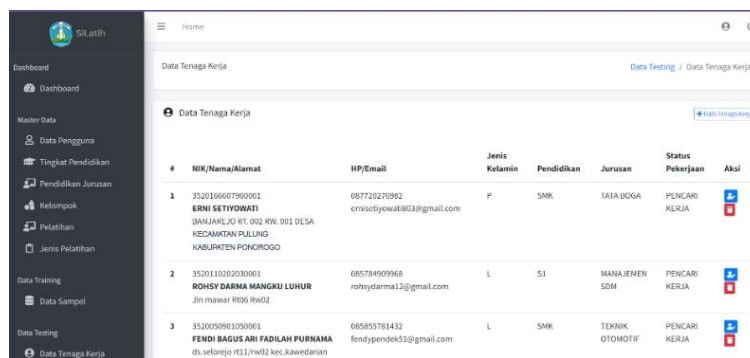 SiLatih
Home
Dashboard
Dashboard
Master Data
Data Pengguna
Tingkat Pendidikan
Pendidikan Jurusan
Kelompok
Pelatihan
Jenis Pelatihan
Data Training
Data Sampel
Data Testing
Data Tenaga Kerja
Data Tenaga Kerja
Data Testing / Data Tenaga Kerja
Data Tenaga Kerja
+Data Tenaga Kerja
# NIK/Nama/Alamat HP/Email Jenis Kelamin Pendidikan Jurusan Status Pekerjaan Aksi
1 3520166607960001 087720276982 P SMK TATA BOGA PENCARI KERJA
ERNI SETIYOWATI ernisetiyowati803@gmail.com
BANJAREJO RT. 002 RW. 001 DESA
KECAMATAN PULUNG
KABUPATEN PONOROGO
2 3520110202030001 085784909968 L S1 MANAJEMEN SDM PENCARI KERJA
ROHSY DARMA MANGKU LUHUR rohsydarma12@gmail.com
Jln mawar Rt06 Rw02
3 3520050901050001 085855781432 L SMK TEKNIK OTOMOTIF PENCARI KERJA
FENDI BAGUS ARI FADILAH PURNAMA fendypendek51@gmail.com
ds.selorejo rt11/rw02 kec.kawedanan